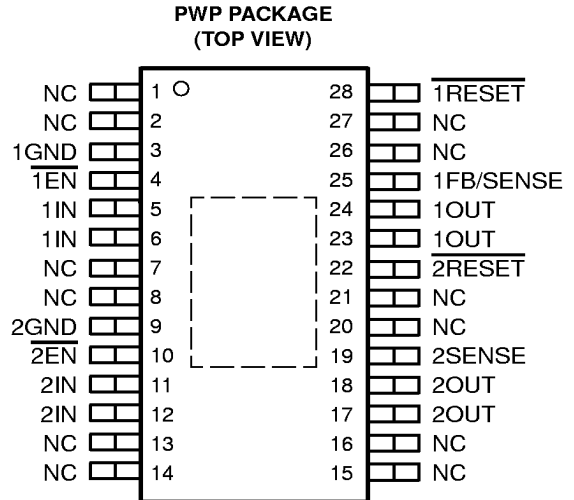 PWP PACKAGE
(TOP VIEW)
NC 1 28 1RESET
NC 2 27 NC
1GND 3 26 NC
1EN 4 25 1FB/SENSE
1IN 5 24 1OUT
1IN 6 23 1OUT
NC 7 22 2RESET
NC 8 21 NC
2GND 9 20 NC
2EN 10 19 2SENSE
2IN 11 18 2OUT
2IN 12 17 2OUT
NC 13 16 NC
NC 14 15 NC